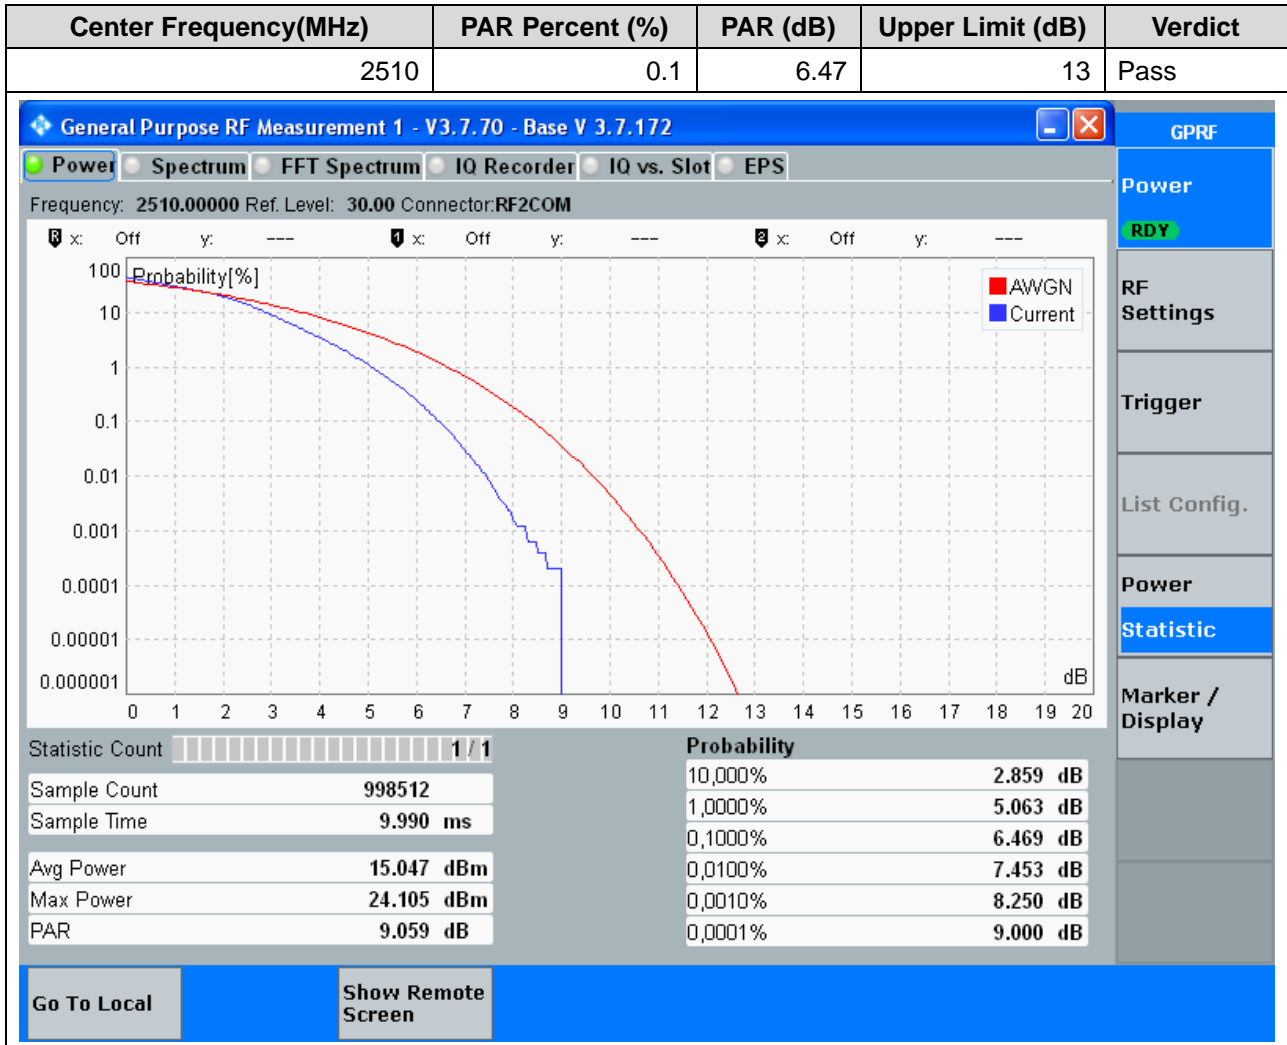 Center Frequency(MHz) PAR Percent (%) PAR (dB) Upper Limit (dB) Verdict
2510 0.1 6.47 13 Pass
General Purpose RF Measurement 1 - V3.7.70 - Base V 3.7.172
GPRF
Power Spectrum FFT Spectrum IQ Recorder IQ vs. Slot EPS
Frequency: 2510.00000 Ref. Level: 30.00 Connector:RF2COM
R x: Off y: --- 1 x: Off y: --- 2 x: Off y: ---
Probability[%]
AWGN
Current
100
10
1
0.1
0.01
0.001
0.0001
0.00001
0.000001
dB
0 1 2 3 4 5 6 7 8 9 10 11 12 13 14 15 16 17 18 19 20
Statistic Count 1 / 1
Sample Count 998512
Sample Time 9.990 ms
Avg Power 15.047 dBm
Max Power 24.105 dBm
PAR 9.059 dB
Probability
10,000% 2.859 dB
1,0000% 5.063 dB
0,1000% 6.469 dB
0,0100% 7.453 dB
0,0010% 8.250 dB
0,0001% 9.000 dB
Power
RDY
RF
Settings
Trigger
List Config.
Power
Statistic
Marker /
Display
Go To Local
Show Remote
Screen